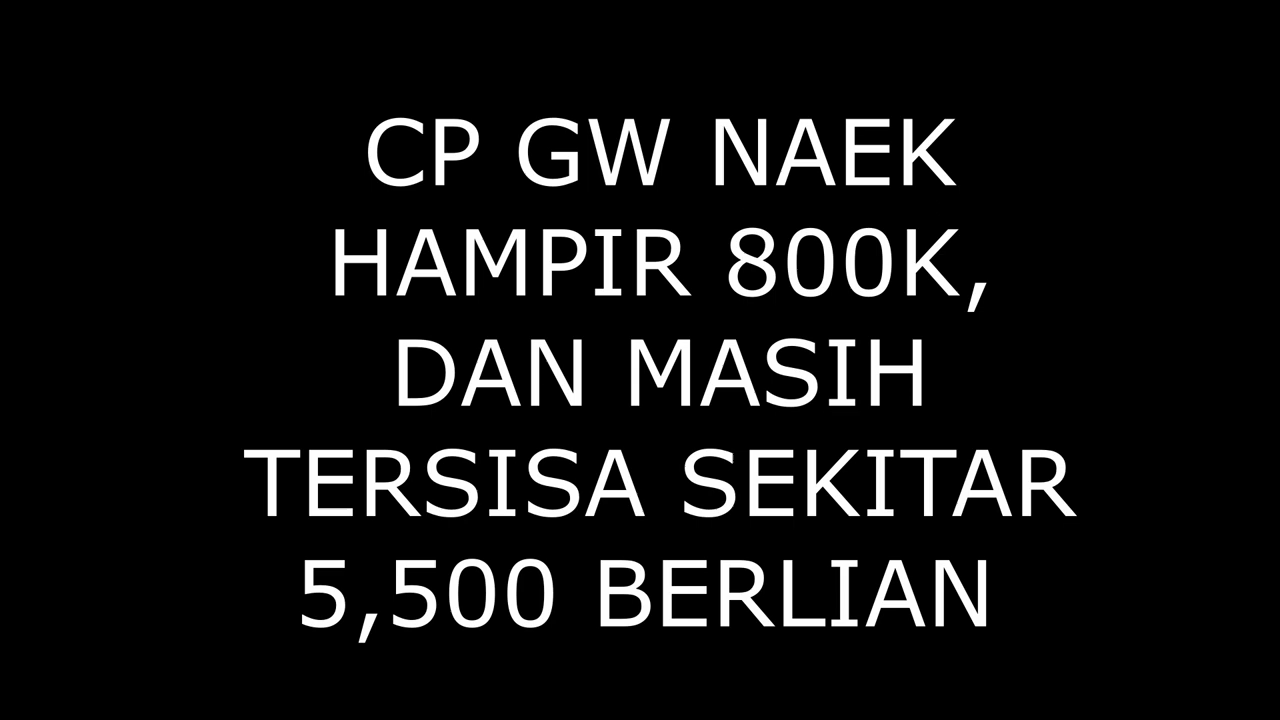 CP GW NAEK
HAMPIR 800K,
DAN MASIH
TERSISA SEKITAR
5,500 BERLIAN